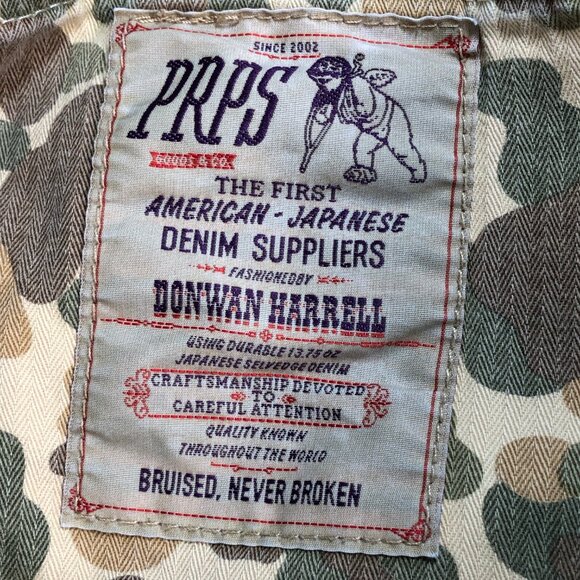 SINCE 2002
PRPS
GOODS & CO.
THE FIRST
AMERICAN - JAPANESE
DENIM SUPPLIERS
FASHIONED BY
DONWAN HARRELL
USING DURABLE 13.75 OZ
JAPANESE SELVEDGE DENIM
CRAFTSMANSHIP DEVOTED
TO
CAREFUL ATTENTION
QUALITY KNOWN
THROUGHOUT THE WORLD
BRUISED, NEVER BROKEN